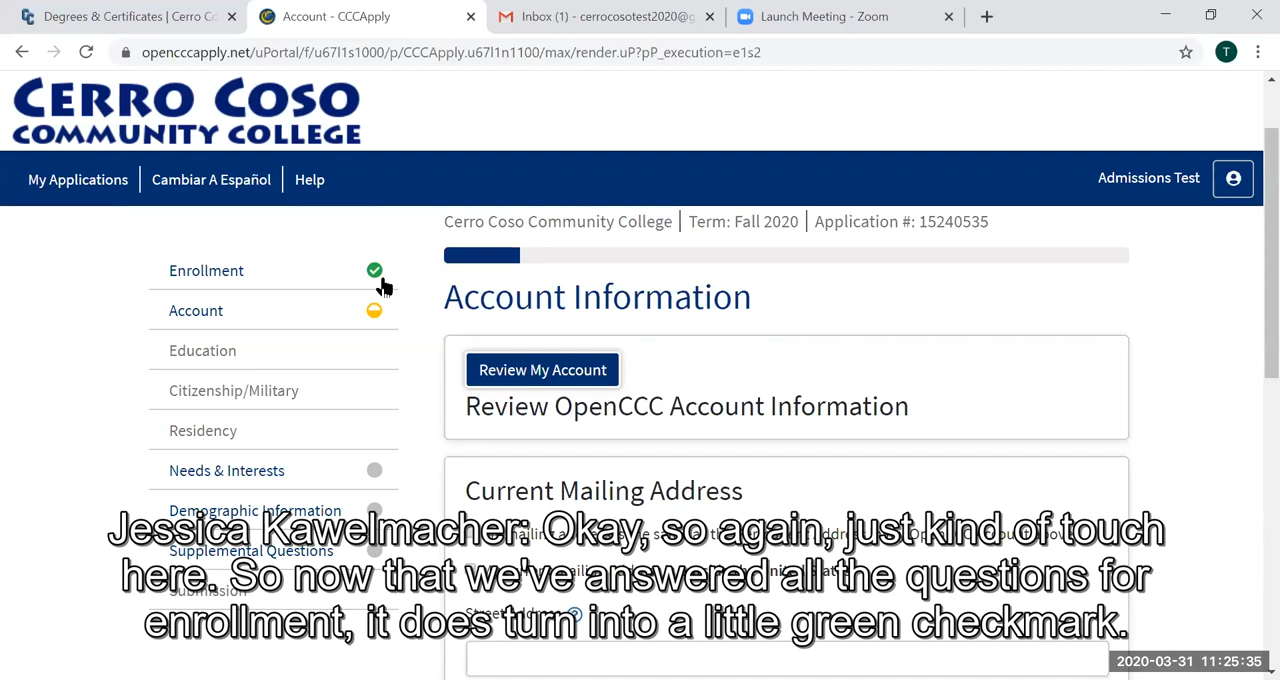 Degrees & Certificates | Cerro Co
Account - CCCApply
Inbox (1) - cerrocosotest2020@g
Launch Meeting - Zoom
opencccapply.net/uPortal/f/u67l1s1000/p/CCCApply.u67l1n1100/max/render.uP?pP_execution=e1s2
T
CERRO COSO
COMMUNITY COLLEGE
My Applications
Cambiar A Español
Help
Admissions Test
Cerro Coso Community College | Term: Fall 2020 | Application #: 15240535
Enrollment
Account
Education
Citizenship/Military
Residency
Needs & Interests
Demographic Information
Supplemental Questions
Submission
Account Information
Review My Account
Review OpenCCC Account Information
Current Mailing Address
Jessica Kawelmacher: Okay, so again, just kind of touch
here. So now that we've answered all the questions for
enrollment, it does turn into a little green checkmark.
2020-03-31 11:25:35